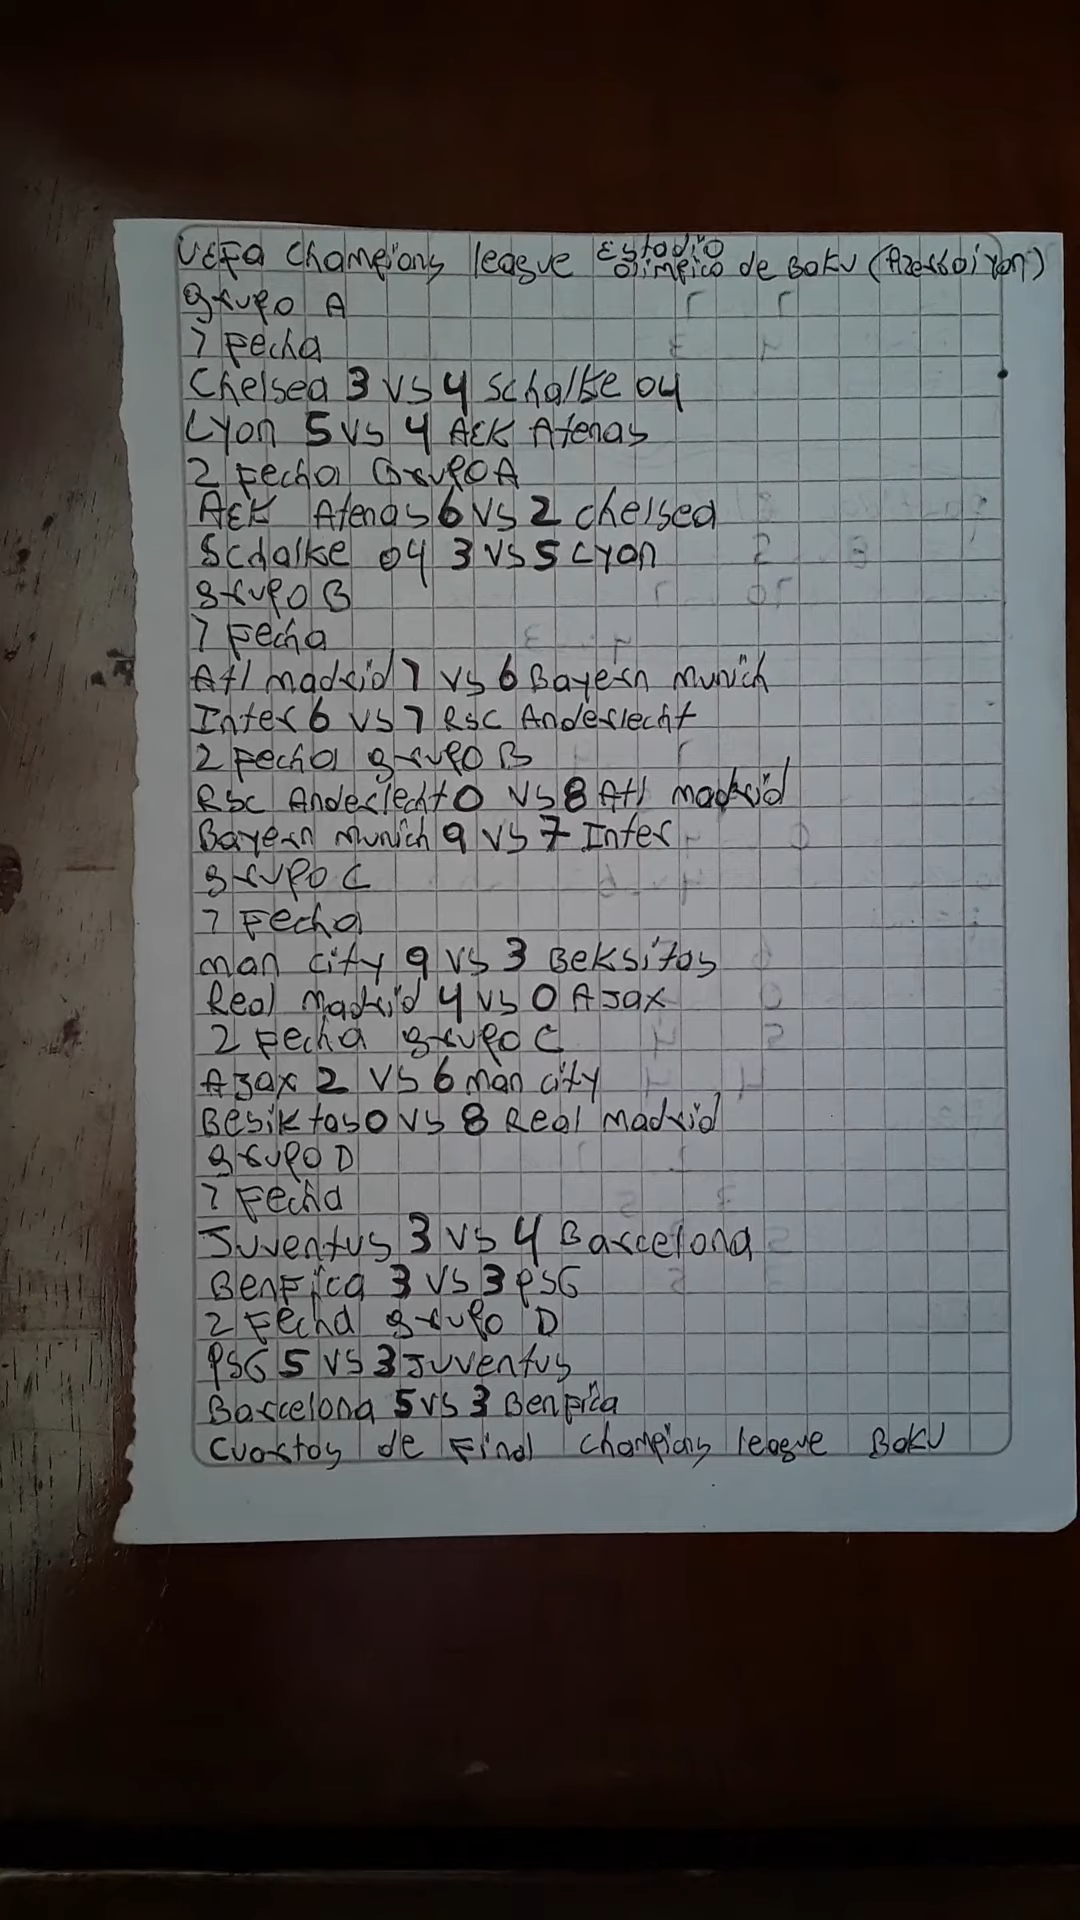 UEFA Champions league Estadio Olimpico de Baku (Azerbaiyan)
grupo A
1 Fecha
Chelsea 3 vs 4 Schalke 04
Lyon 5 vs 4 AEK Atenas
2 Fecha Grupo A
AEK Atenas 6 vs 2 chelsea
Schalke 04 3 vs 5 Lyon
grupo B
1 Fecha
Atl madrid 1 vs 6 Bayern Munich
Inter 6 vs 1 Rsc Anderlecht
2 Fecha grupo B
Rsc Anderlecht 0 vs 8 Atl madrid
Bayern Munich 9 vs 7 Inter
grupo C
1 Fecha
man city 9 vs 3 Beksitas
Real Madrid 4 vs 0 Ajax
2 Fecha grupo C
Ajax 2 vs 6 man city
Besiktas 0 vs 8 Real Madrid
grupo D
1 Fecha
Juventus 3 vs 4 Barcelona
Benfica 3 vs 3 PSG
2 Fecha grupo D
PSG 5 vs 3 Juventus
Barcelona 5 vs 3 Benfica
Cuartos de Final Champions league Baku